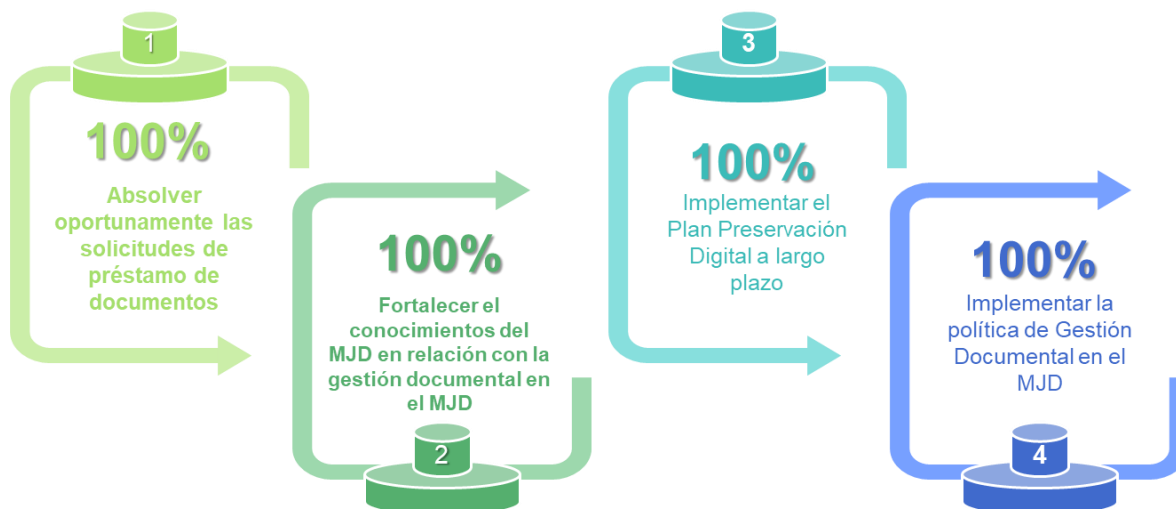 1
100%
Absolver
oportunamente las
solicitudes de
préstamo de
documentos
100%
Fortalecer el
conocimientos del
MJD en relación con la
gestión documental en
el MJD
2
3
100%
Implementar el
Plan Preservación
Digital a largo
plazo
100%
Implementar la
política de Gestión
Documental en el
MJD
4